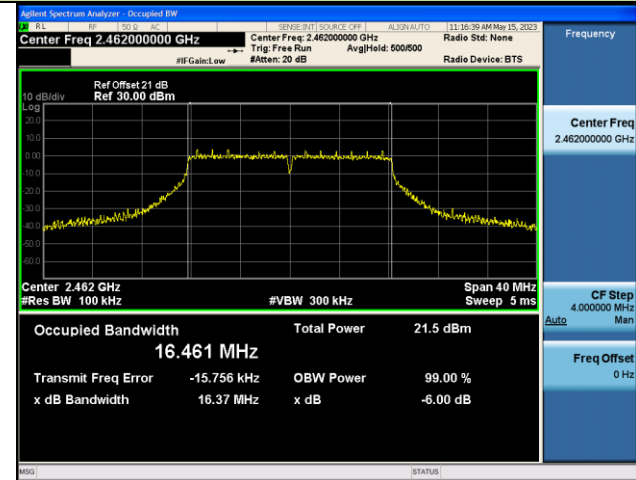 Agilent Spectrum Analyzer - Occupied BW
RL RF 50 Ω AC SENSE:INT SOURCE OFF ALIGN AUTO 11:16:39 AM May 15, 2023
Center Freq 2.462000000 GHz Center Freq: 2.462000000 GHz Radio Std: None
Trig: Free Run Avg|Hold: 500/500
#IFGain:Low #Atten: 20 dB Radio Device: BTS
Frequency
Ref Offset 21 dB
10 dB/div Ref 30.00 dBm
Log
20.0
10.0
0.00
-10.0
-20.0
-30.0
-40.0
-50.0
-60.0
Center 2.462 GHz Span 40 MHz
#Res BW 100 kHz #VBW 300 kHz Sweep 5 ms
Occupied Bandwidth Total Power 21.5 dBm
16.461 MHz
Transmit Freq Error -15.756 kHz OBW Power 99.00 %
x dB Bandwidth 16.37 MHz x dB -6.00 dB
Center Freq
2.462000000 GHz
CF Step
4.000000 MHz
Auto Man
Freq Offset
0 Hz
MSG STATUS